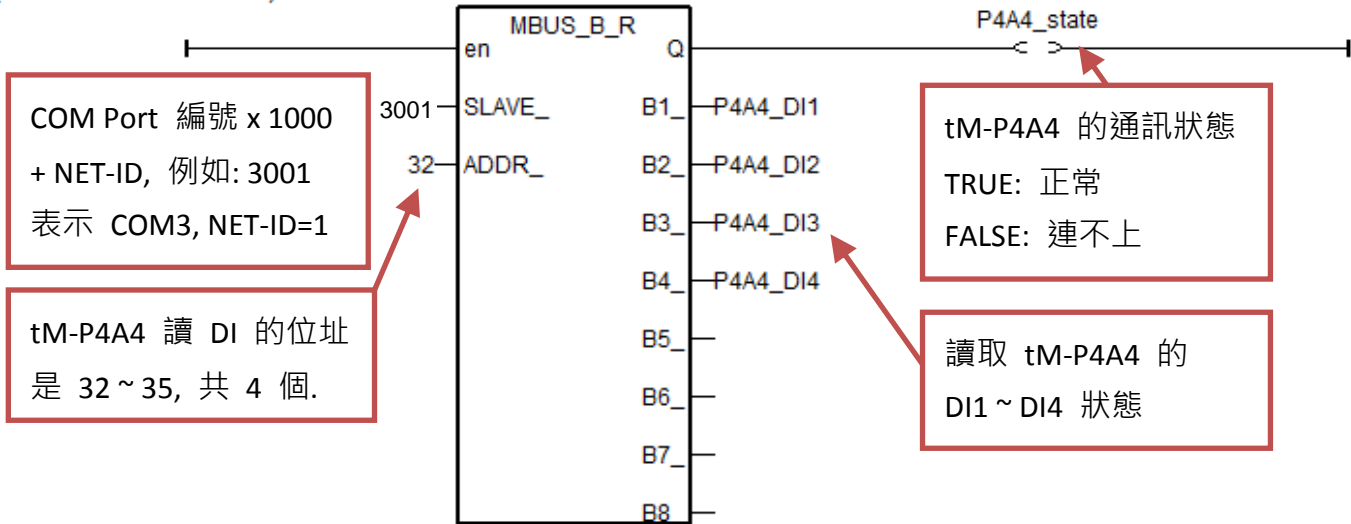 P4A4_state
MBUS_B_R
en
Q
3001
SLAVE_
B1_
P4A4_DI1
32
ADDR_
B2_
P4A4_DI2
B3_
P4A4_DI3
B4_
P4A4_DI4
B5_
B6_
B7_
B8
COM Port 編號 x 1000
+ NET-ID, 例如: 3001
表示 COM3, NET-ID=1
tM-P4A4 讀 DI 的位址
是 32 ~ 35, 共 4 個.
tM-P4A4 的通訊狀態
TRUE: 正常
FALSE: 連不上
讀取 tM-P4A4 的
DI1 ~ DI4 狀態